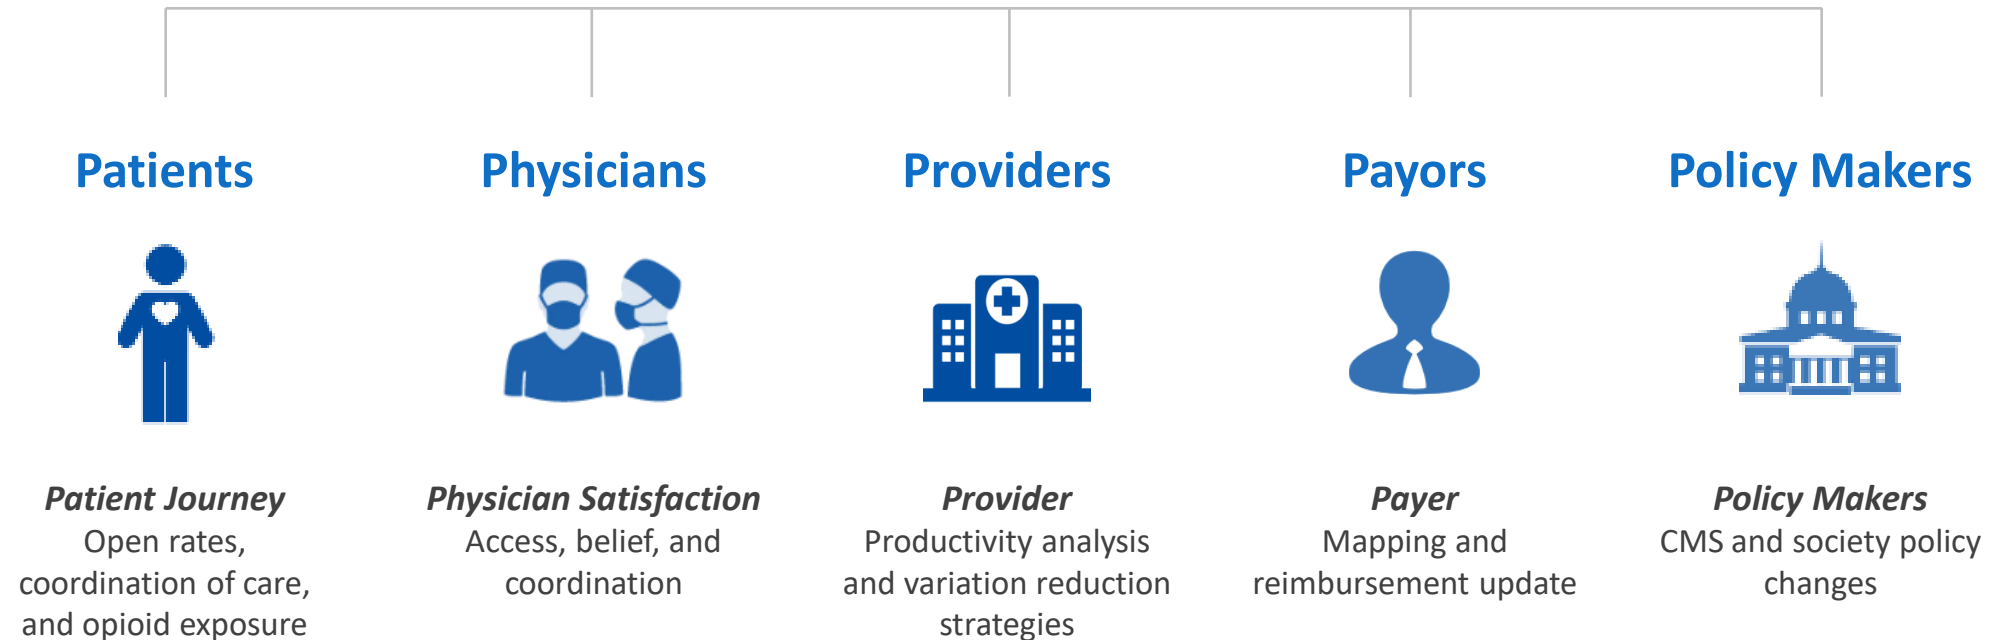 Patients
Physicians
Providers
Payors
Policy Makers
Patient Journey
Open rates,
coordination of care,
and opioid exposure
Physician Satisfaction
Access, belief, and
coordination
Provider
Productivity analysis
and variation reduction
strategies
Payer
Mapping and
reimbursement update
Policy Makers
CMS and society policy
changes